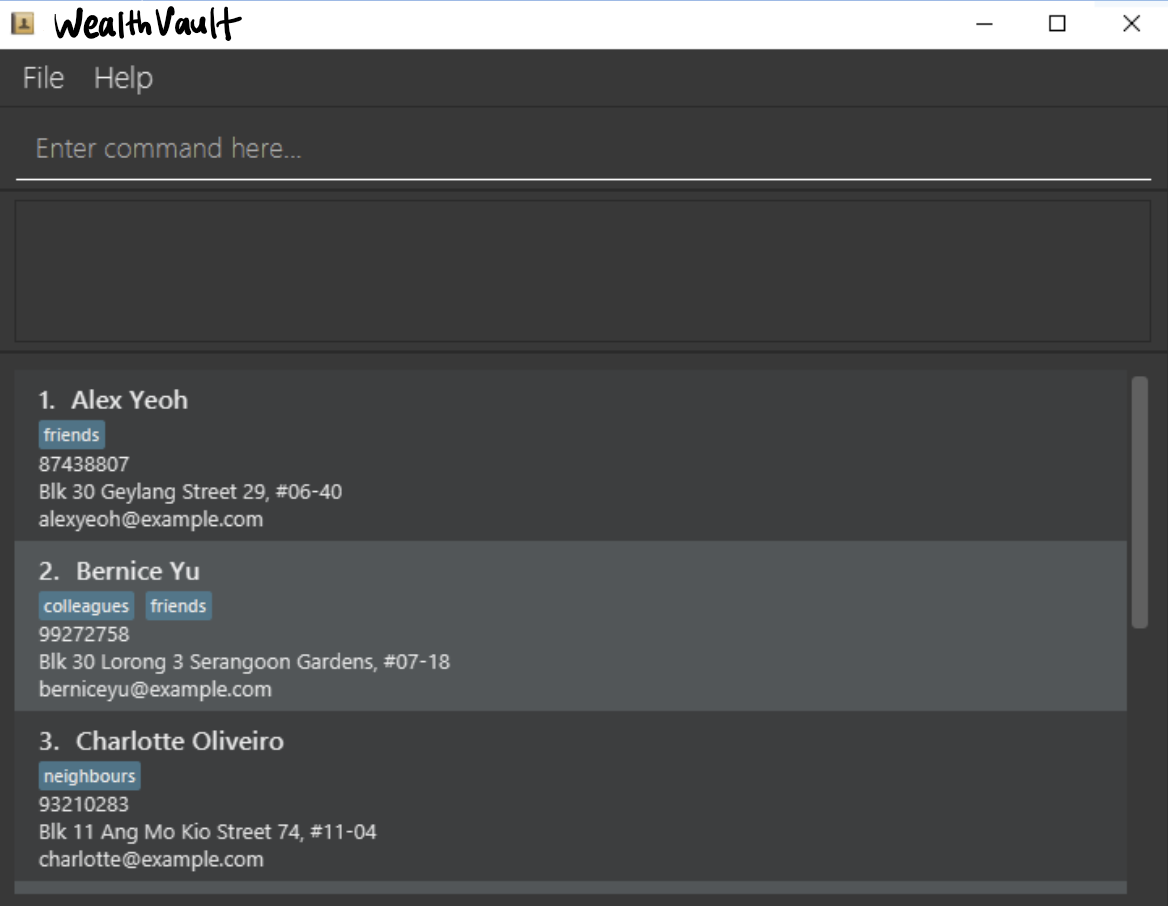 WealthVault
File Help
Enter command here...
1. Alex Yeoh
friends
87438807
Blk 30 Geylang Street 29, #06-40
alexyeoh@example.com
2. Bernice Yu
colleagues friends
99272758
Blk 30 Lorong 3 Serangoon Gardens, #07-18
berniceyu@example.com
3. Charlotte Oliveiro
neighbours
93210283
Blk 11 Ang Mo Kio Street 74, #11-04
charlotte@example.com